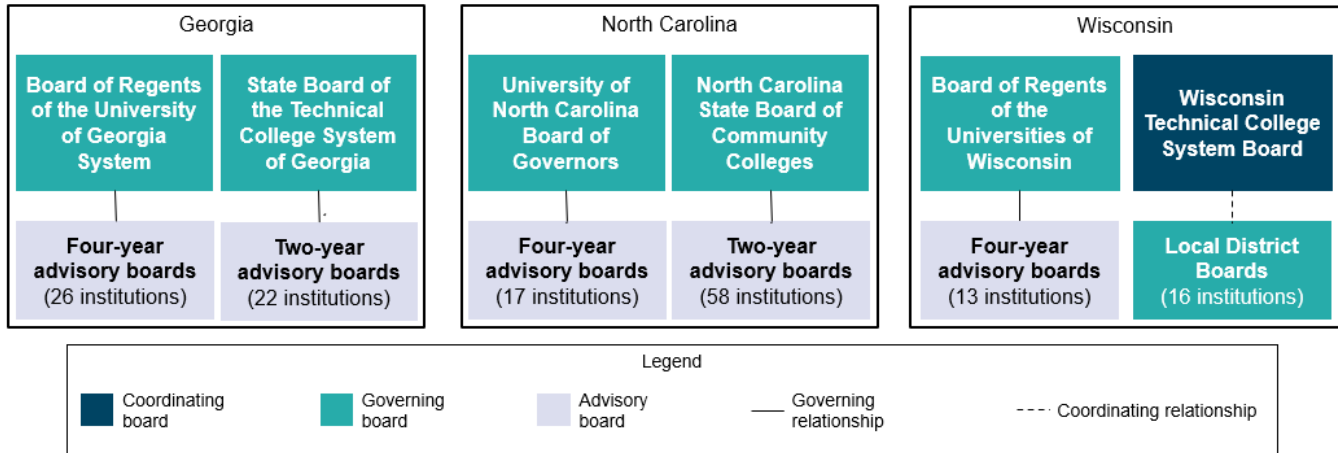 Georgia
Board of Regents
of the University
of Georgia
System
State Board of
the Technical
College System
of Georgia
Four-year
advisory boards
(26 institutions)
Two-year
advisory boards
(22 institutions)
North Carolina
University of
North Carolina
Board of
Governors
North Carolina
State Board of
Community
Colleges
Four-year
advisory boards
(17 institutions)
Two-year
advisory boards
(58 institutions)
Wisconsin
Board of Regents
of the
Universities of
Wisconsin
Wisconsin
Technical College
System Board
Four-year
advisory boards
(13 institutions)
Local District
Boards
(16 institutions)
Legend
Coordinating
board
Governing
board
Advisory
board
Governing
relationship
Coordinating relationship